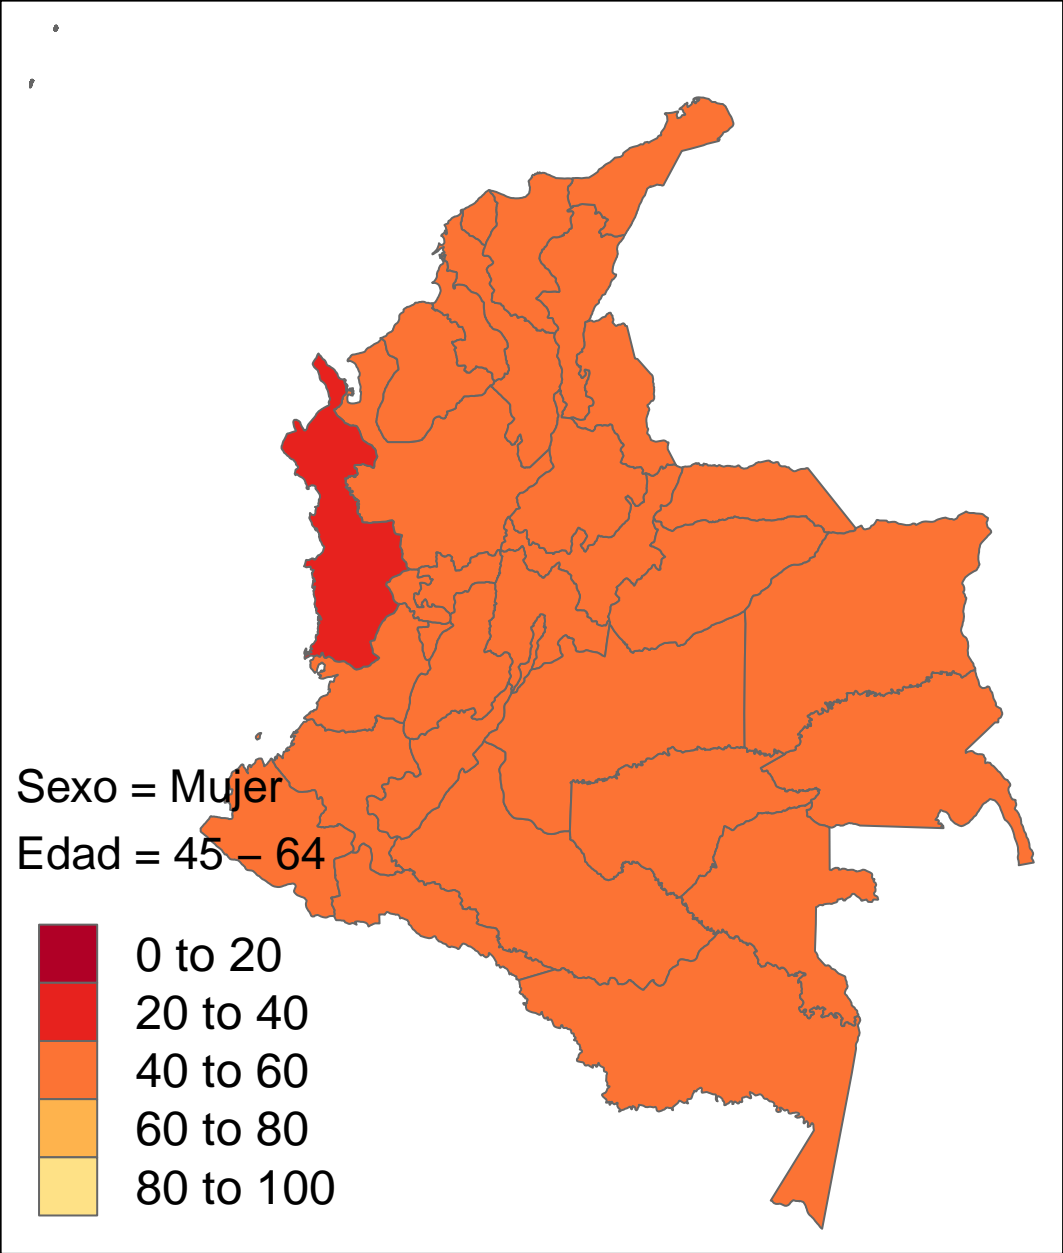 Sexo = Mujer
Edad = 45 – 64
0 to 20
20 to 40
40 to 60
60 to 80
80 to 100